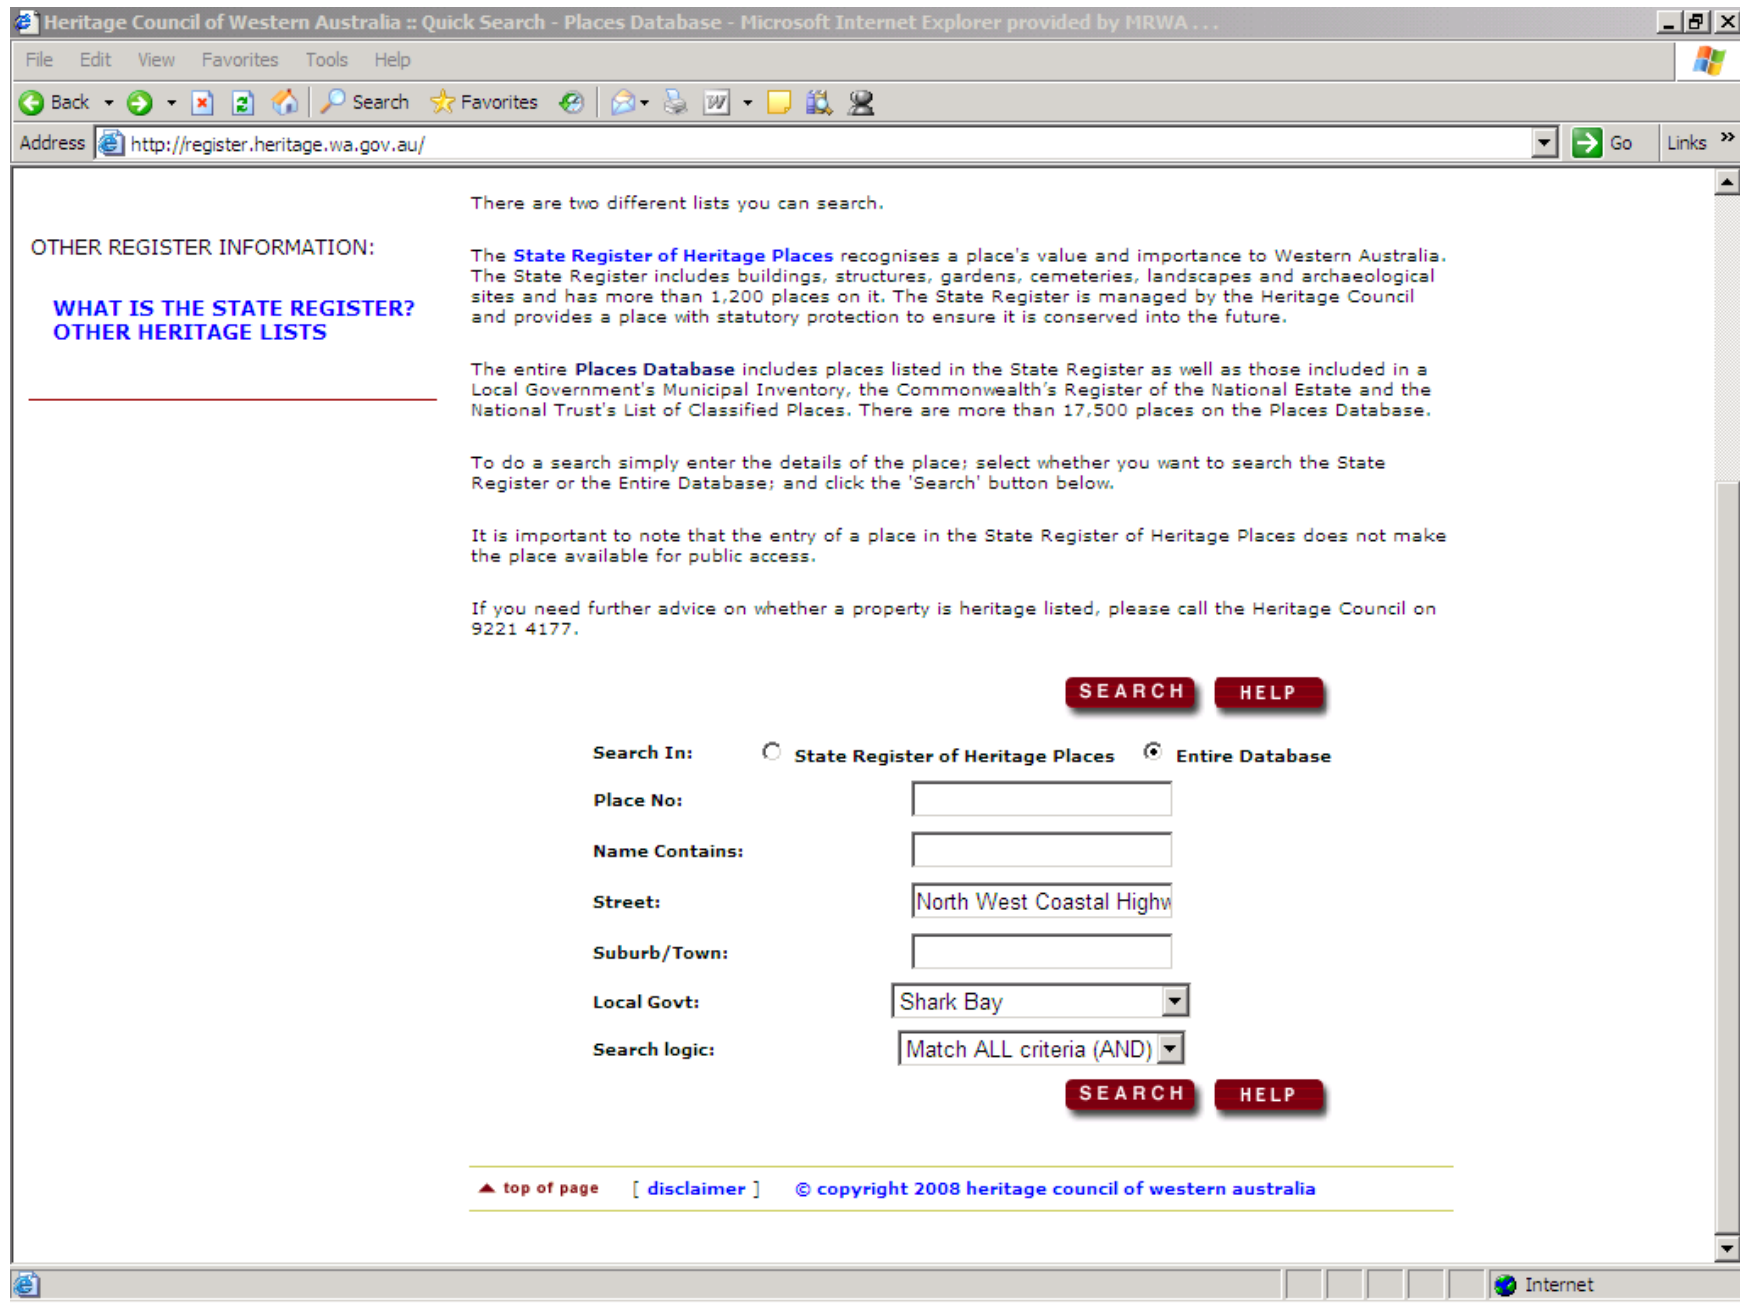 Heritage Council of Western Australia :: Quick Search - Places Database - Microsoft Internet Explorer provided by MRWA . . .
File Edit View Favorites Tools Help
Back Search Favorites
Address http://register.heritage.wa.gov.au/ Go Links »
OTHER REGISTER INFORMATION:
WHAT IS THE STATE REGISTER?
OTHER HERITAGE LISTS
There are two different lists you can search.
The State Register of Heritage Places recognises a place's value and importance to Western Australia.
The State Register includes buildings, structures, gardens, cemeteries, landscapes and archaeological
sites and has more than 1,200 places on it. The State Register is managed by the Heritage Council
and provides a place with statutory protection to ensure it is conserved into the future.
The entire Places Database includes places listed in the State Register as well as those included in a
Local Government's Municipal Inventory, the Commonwealth's Register of the National Estate and the
National Trust's List of Classified Places. There are more than 17,500 places on the Places Database.
To do a search simply enter the details of the place; select whether you want to search the State
Register or the Entire Database; and click the 'Search' button below.
It is important to note that the entry of a place in the State Register of Heritage Places does not make
the place available for public access.
If you need further advice on whether a property is heritage listed, please call the Heritage Council on
9221 4177.
SEARCH HELP
Search In: State Register of Heritage Places Entire Database
Place No:
Name Contains:
Street: North West Coastal Highw
Suburb/Town:
Local Govt: Shark Bay
Search logic: Match ALL criteria (AND)
SEARCH HELP
top of page [ disclaimer ] © copyright 2008 heritage council of western australia
Internet